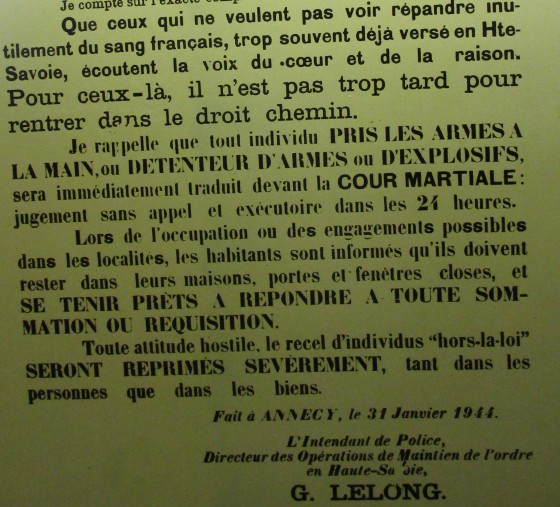 Je compte sur l'exacte
Que ceux qui ne veulent pas voir répandre inu-
tilement du sang français, trop souvent déjà versé en Hte-
Savoie, écoutent la voix du cœur et de la raison.
Pour ceux-là, il n'est pas trop tard pour
rentrer dans le droit chemin.
Je rappelle que tout individu PRIS LES ARMES A
LA MAIN, ou DETENTEUR D'ARMES ou D'EXPLOSIFS,
sera immédiatement traduit devant la COUR MARTIALE :
jugement sans appel et exécutoire dans les 24 heures.
Lors de l'occupation ou des engagements possibles
dans les localités, les habitants sont informés qu'ils doivent
rester dans leurs maisons, portes et fenêtres closes, et
SE TENIR PRÊTS A REPONDRE A TOUTE SOM-
MATION OU REQUISITION.
Toute attitude hostile, le recel d'individus "hors-la-loi"
SERONT REPRIMÉS SEVÈREMENT, tant dans les
personnes que dans les biens.
Fait à ANNECY, le 31 Janvier 1944.
L'Intendant de Police,
Directeur des Opérations de Maintien de l'ordre
en Haute-Savoie,
G. LELONG.